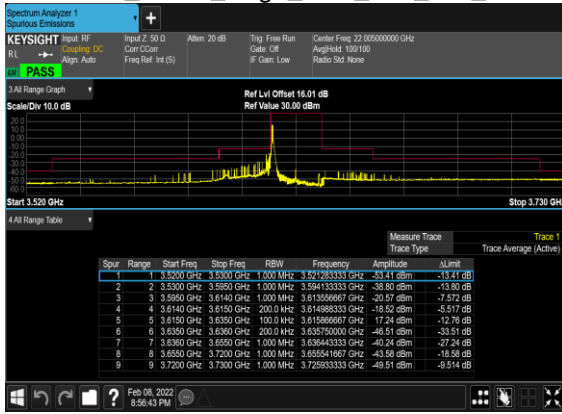 Spectrum Analyzer 1
Spurious Emissions
KEYSIGHT Input: RF Input Z: 50 Ω Atten: 20 dB Trig: Free Run Center Freq: 22.005000000 GHz
RL Coupling: DC Corr CCorr Gate: Off Avg|Hold: 100/100
Align: Auto Freq Ref: Int (S) IF Gain: Low Radio Std: None
PASS
3 All Range Graph Ref Lvl Offset 16.01 dB
Scale/Div 10.0 dB Ref Value 30.00 dBm
20.0
10.0
0.00
-10.0
-20.0
-30.0
-40.0
-50.0
-60.0
Start 3.520 GHz Stop 3.730 GH
4 All Range Table
Measure Trace Trace 1
Trace Type Trace Average (Active)
Spur Range Start Freq Stop Freq RBW Frequency Amplitude ΔLimit
1 1 3.5200 GHz 3.5300 GHz 1.000 MHz 3.521283333 GHz -53.41 dBm -13.41 dB
2 2 3.5300 GHz 3.5950 GHz 1.000 MHz 3.594133333 GHz -38.80 dBm -13.80 dB
3 3 3.5950 GHz 3.6140 GHz 1.000 MHz 3.613556667 GHz -20.57 dBm -7.572 dB
4 4 3.6140 GHz 3.6150 GHz 200.0 kHz 3.614988333 GHz -18.52 dBm -5.517 dB
5 5 3.6150 GHz 3.6350 GHz 100.0 kHz 3.615866667 GHz 17.24 dBm -12.76 dB
6 6 3.6350 GHz 3.6360 GHz 200.0 kHz 3.635750000 GHz -46.51 dBm -33.51 dB
7 7 3.6360 GHz 3.6550 GHz 1.000 MHz 3.636443333 GHz -40.24 dBm -27.24 dB
8 8 3.6550 GHz 3.7200 GHz 1.000 MHz 3.655541667 GHz -43.58 dBm -18.58 dB
9 9 3.7200 GHz 3.7300 GHz 1.000 MHz 3.725933333 GHz -49.51 dBm -9.514 dB
Feb 08, 2022
8:56:43 PM